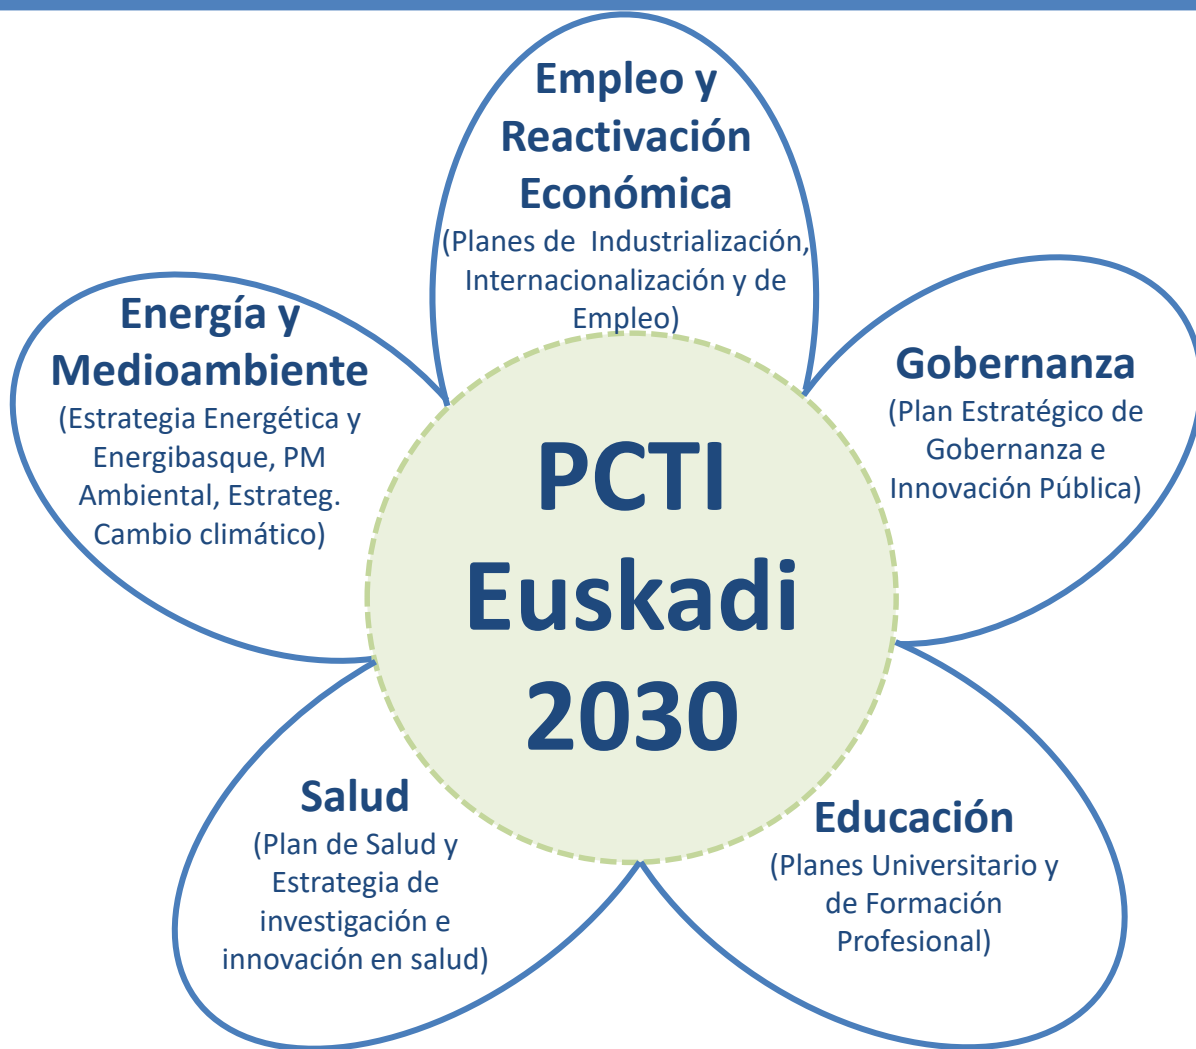 Empleo y
Reactivación
Económica
(Planes de Industrialización,
Internacionalización y de
Empleo)
Energía y
Medioambiente
(Estrategia Energética y
Energibasque, PM
Ambiental, Estrateg.
Cambio climático)
Gobernanza
(Plan Estratégico de
Gobernanza e
Innovación Pública)
PCTI
Euskadi
2030
Salud
(Plan de Salud y
Estrategia de
investigación e
innovación en salud)
Educación
(Planes Universitario y
de Formación
Profesional)